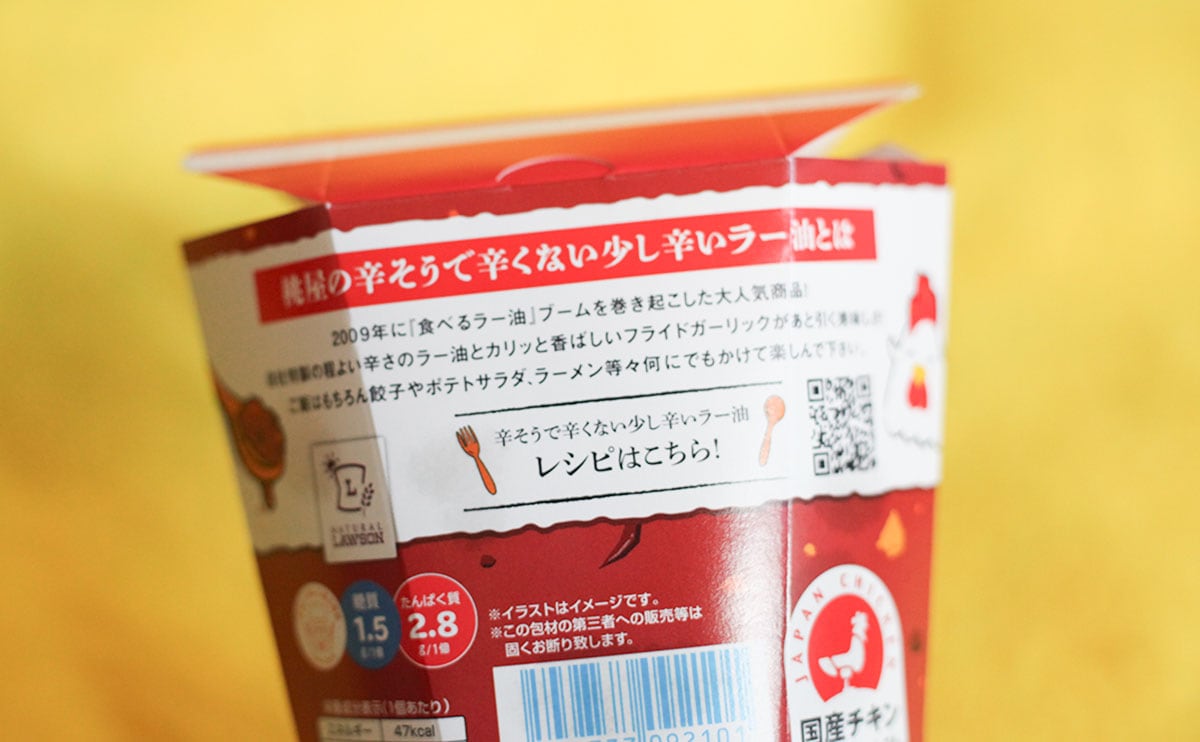 桃屋の辛そうで辛くない少し辛いラー油とは
2009年に『食べるラー油』ブームを巻き起こした大人気商品!
特製の程よい辛さのラー油とカリッと香ばしいフライドガーリックがあと引く美味しさ
ご飯はもちろん餃子やポテトサラダ、ラーメン等々何にでもかけて楽しんで下さい。
辛そうで辛くない少し辛いラー油
レシピはこちら!
L
NATURAL
LAWSON
糖質
1.5
g/1個
たんぱく質
2.8
g/1個
※イラストはイメージです。
※この包材の第三者への販売等は
固くお断り致します。
(1個あたり)
エネルギー 47kcal
JAPAN CHICKEN
国産チキン